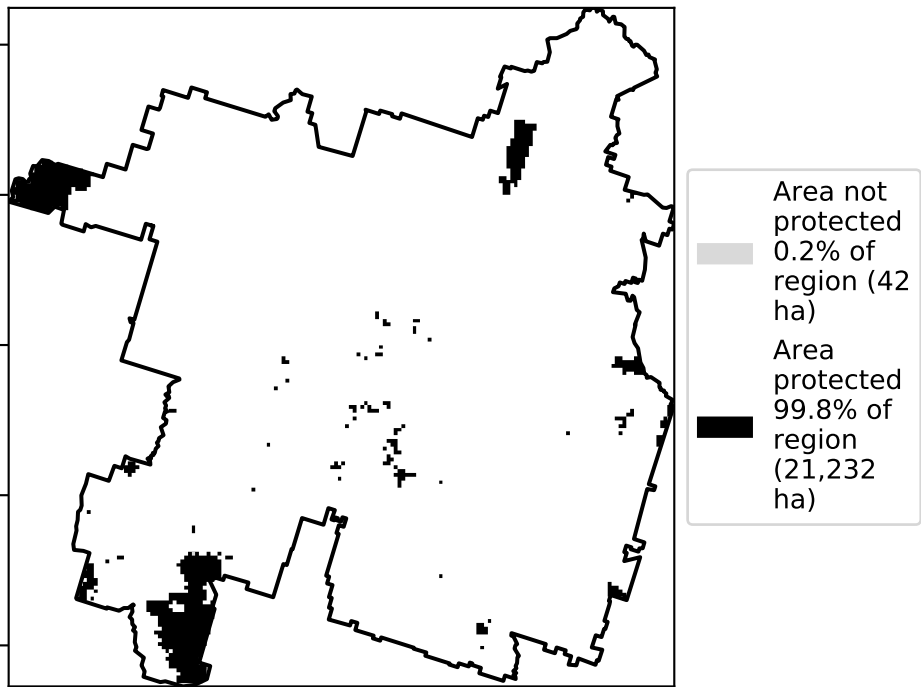 Area not
protected
0.2% of
region (42
ha)
Area
protected
99.8% of
region
(21,232
ha)